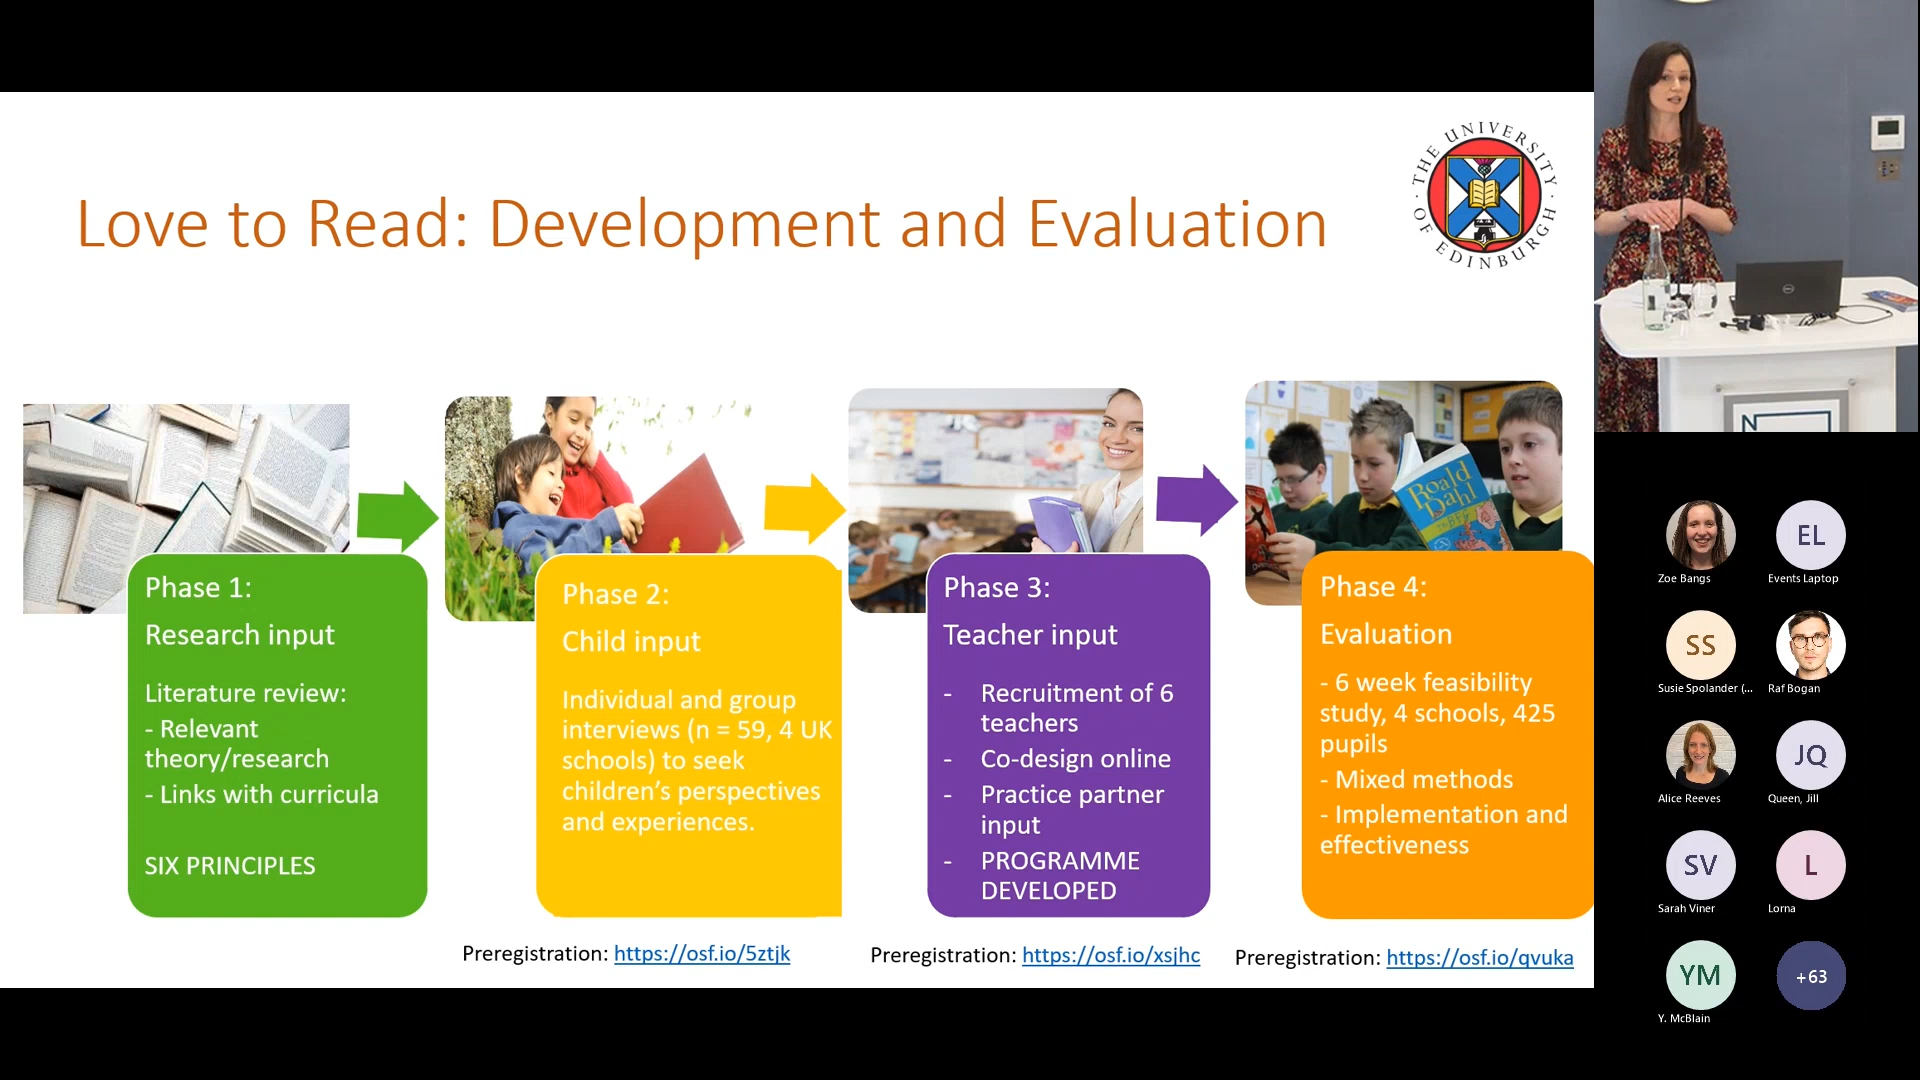 Love to Read: Development and Evaluation
THE UNIVERSITY OF EDINBURGH
Roald
Dahl
Phase 1:
Research input
Literature review:
- Relevant
theory/research
- Links with curricula
SIX PRINCIPLES
Phase 2:
Child input
Individual and group
interviews (n = 59, 4 UK
schools) to seek
children’s perspectives
and experiences.
Preregistration: https://osf.io/5ztjk
Phase 3:
Teacher input
- Recruitment of 6
teachers
- Co-design online
- Practice partner
input
- PROGRAMME
DEVELOPED
Preregistration: https://osf.io/xsjhc
Phase 4:
Evaluation
- 6 week feasibility
study, 4 schools, 425
pupils
- Mixed methods
- Implementation and
effectiveness
Preregistration: https://osf.io/qvuka
DELL
N
Zoe Bangs
EL
Events Laptop
SS
Susie Spolander (...
Raf Bogan
Alice Reeves
JQ
Queen, Jill
SV
Sarah Viner
L
Lorna
YM
Y. McBlain
+63